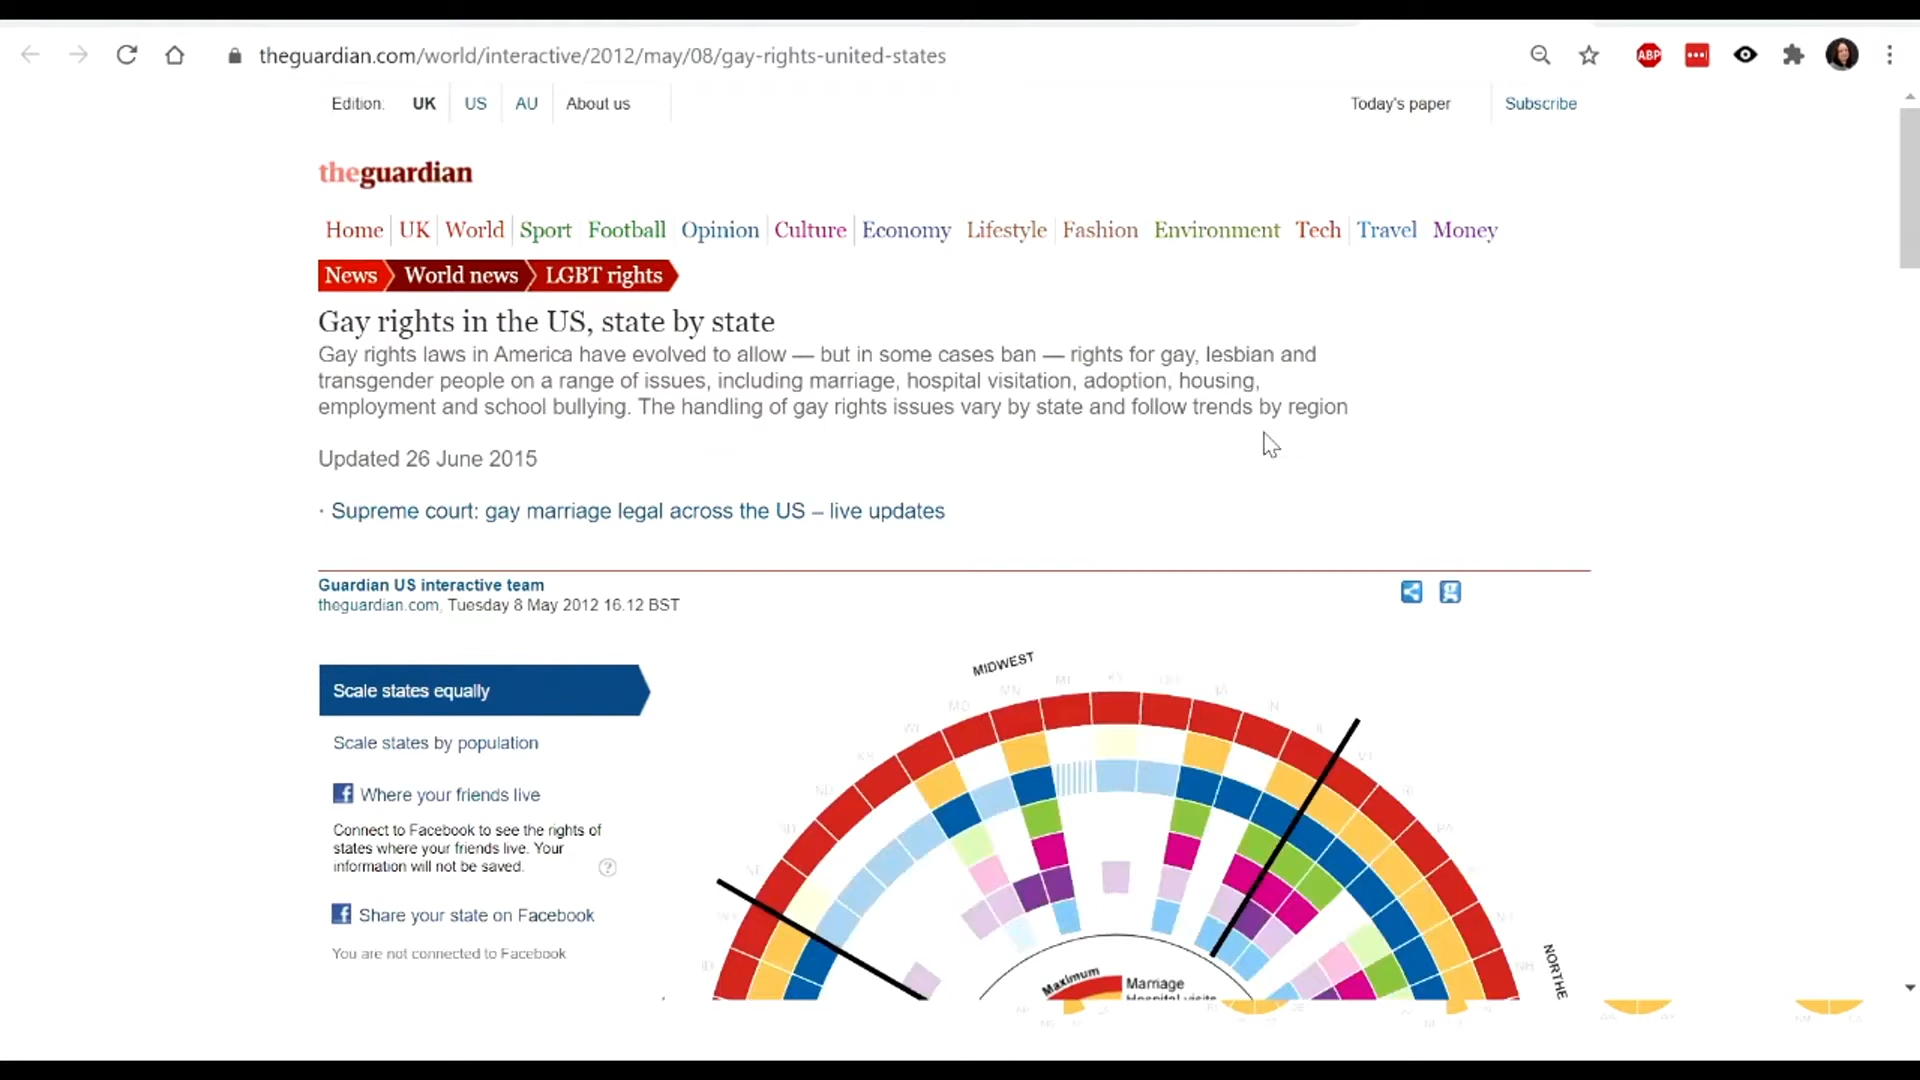 theguardian.com/world/interactive/2012/may/08/gay-rights-united-states
ABP
Edition: UK US AU About us Today's paper Subscribe
theguardian
Home UK World Sport Football Opinion Culture Economy Lifestyle Fashion Environment Tech Travel Money
News World news LGBT rights
Gay rights in the US, state by state
Gay rights laws in America have evolved to allow — but in some cases ban — rights for gay, lesbian and
transgender people on a range of issues, including marriage, hospital visitation, adoption, housing,
employment and school bullying. The handling of gay rights issues vary by state and follow trends by region
Updated 26 June 2015
· Supreme court: gay marriage legal across the US – live updates
Guardian US interactive team
theguardian.com, Tuesday 8 May 2012 16.12 BST
Scale states equally
Scale states by population
Where your friends live
Connect to Facebook to see the rights of
states where your friends live. Your
information will not be saved.
?
Share your state on Facebook
You are not connected to Facebook
MIDWEST
NORTHE
Maximum
Marriage
Hospital visits